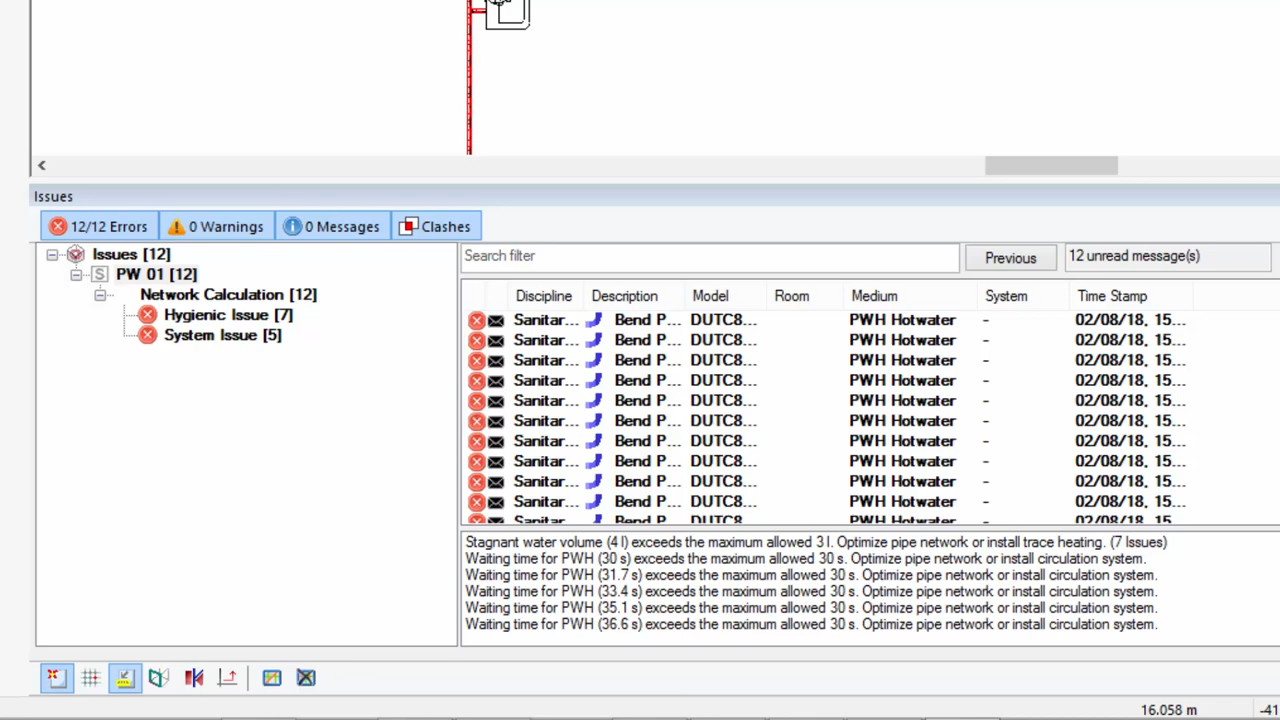 Issues
12/12 Errors 0 Warnings 0 Messages Clashes
Issues [12]
PW 01 [12]
Network Calculation [12]
Hygienic Issue [7]
System Issue [5]
Search filter Previous 12 unread message(s)
Discipline Description Model Room Medium System Time Stamp
Sanitar... Bend P... DUTC8... PWH Hotwater - 02/08/18, 15...
Sanitar... Bend P... DUTC8... PWH Hotwater - 02/08/18, 15...
Sanitar... Bend P... DUTC8... PWH Hotwater - 02/08/18, 15...
Sanitar... Bend P... DUTC8... PWH Hotwater - 02/08/18, 15...
Sanitar... Bend P... DUTC8... PWH Hotwater - 02/08/18, 15...
Sanitar... Bend P... DUTC8... PWH Hotwater - 02/08/18, 15...
Sanitar... Bend P... DUTC8... PWH Hotwater - 02/08/18, 15...
Sanitar... Bend P... DUTC8... PWH Hotwater - 02/08/18, 15...
Sanitar... Bend P... DUTC8... PWH Hotwater - 02/08/18, 15...
Sanitar... Bend P... DUTC8... PWH Hotwater - 02/08/18, 15...
Sanitar... Bend P... DUTC8... PWH Hotwater - 02/08/18, 15...
Stagnant water volume (4 l) exceeds the maximum allowed 3 l. Optimize pipe network or install trace heating. (7 Issues)
Waiting time for PWH (30 s) exceeds the maximum allowed 30 s. Optimize pipe network or install circulation system.
Waiting time for PWH (31.7 s) exceeds the maximum allowed 30 s. Optimize pipe network or install circulation system.
Waiting time for PWH (33.4 s) exceeds the maximum allowed 30 s. Optimize pipe network or install circulation system.
Waiting time for PWH (35.1 s) exceeds the maximum allowed 30 s. Optimize pipe network or install circulation system.
Waiting time for PWH (36.6 s) exceeds the maximum allowed 30 s. Optimize pipe network or install circulation system.
16.058 m -41